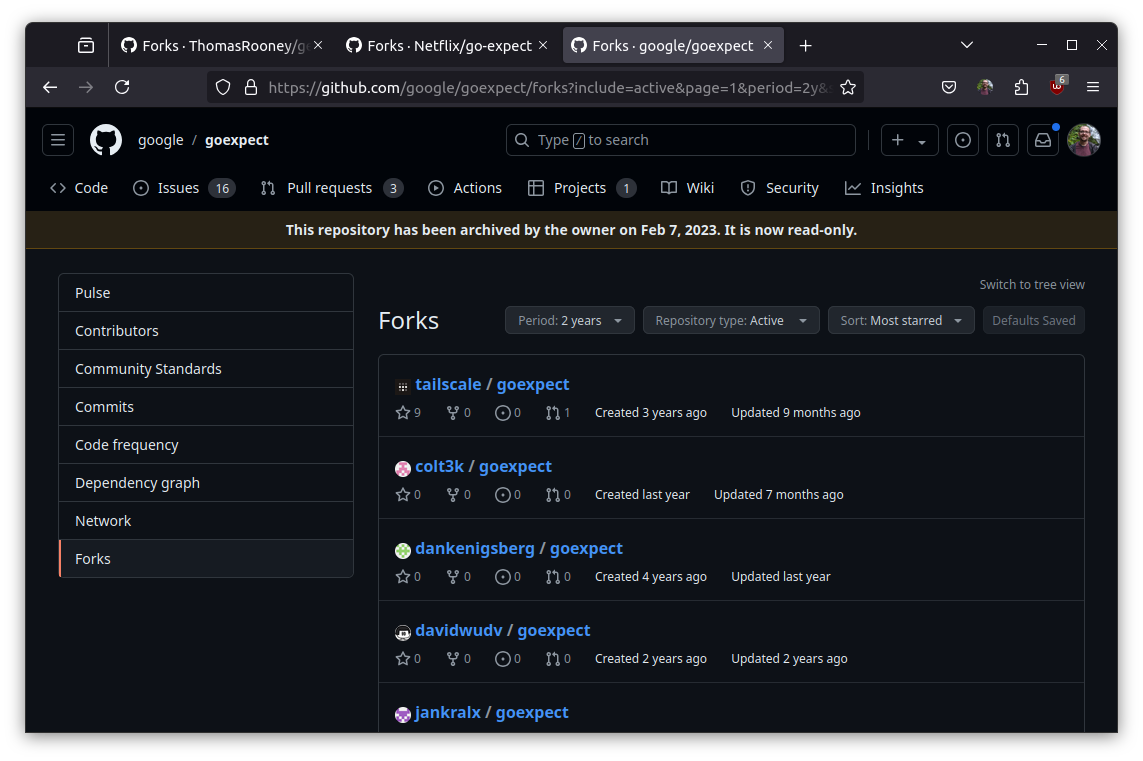 Forks · ThomasRooney/g
Forks · Netflix/go-expect
Forks · google/goexpect
https://github.com/google/goexpect/forks?include=active&page=1&period=2y&
6
google / goexpect
Type / to search
Code
Issues 16
Pull requests 3
Actions
Projects 1
Wiki
Security
Insights
This repository has been archived by the owner on Feb 7, 2023. It is now read-only.
Pulse
Contributors
Community Standards
Commits
Code frequency
Dependency graph
Network
Forks
Switch to tree view
Forks
Period: 2 years
Repository type: Active
Sort: Most starred
Defaults Saved
tailscale / goexpect
9 0 0 1 Created 3 years ago Updated 9 months ago
colt3k / goexpect
0 0 0 0 Created last year Updated 7 months ago
dankenigsberg / goexpect
0 0 0 0 Created 4 years ago Updated last year
davidwudv / goexpect
0 0 0 0 Created 2 years ago Updated 2 years ago
jankralx / goexpect